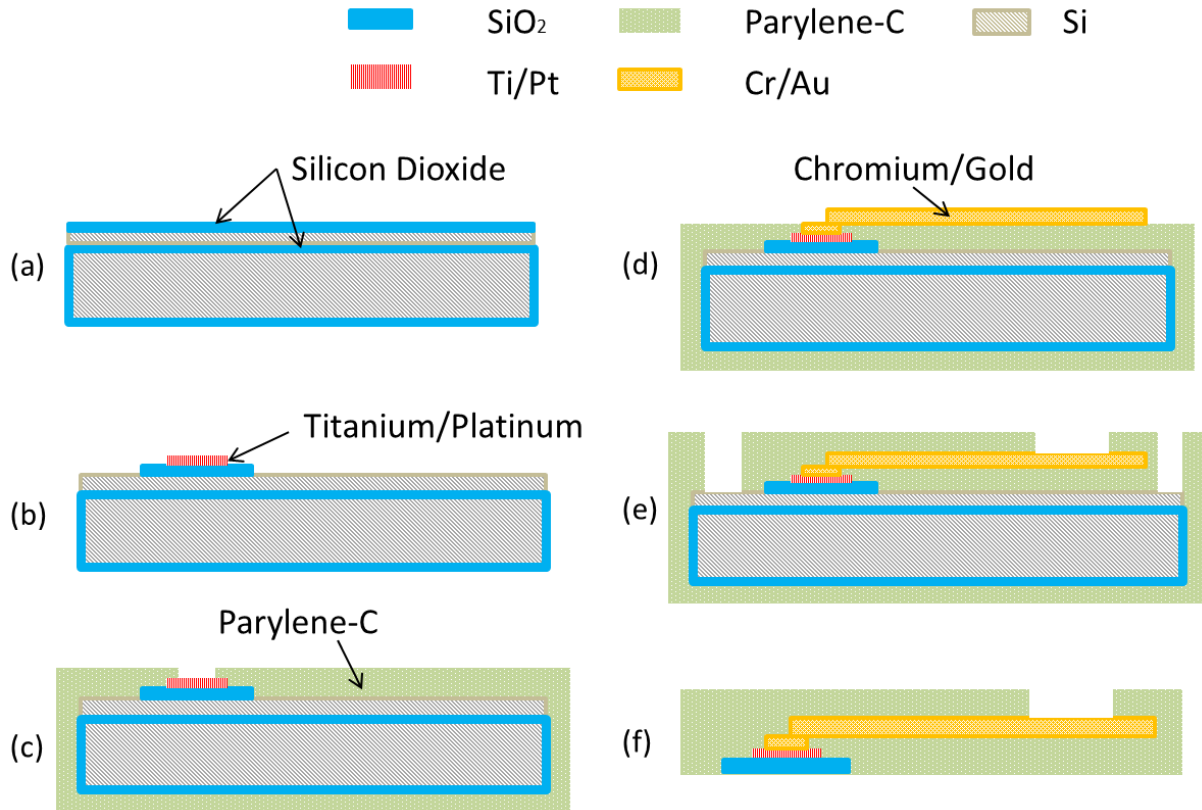 SiO₂ Parylene-C Si
Ti/Pt Cr/Au
Silicon Dioxide
(a)
Titanium/Platinum
(b)
Parylene-C
(c)
Chromium/Gold
(d)
(e)
(f)